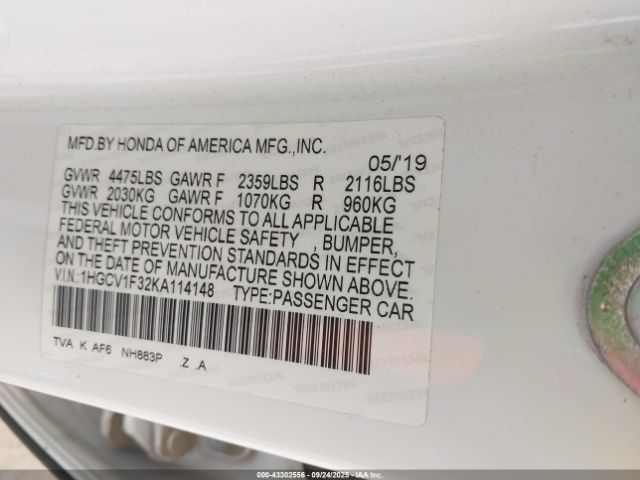 MFD.BY HONDA OF AMERICA MFG.,INC.
05/'19
GVWR 4475LBS GAWR F 2359LBS R 2116LBS
GVWR 2030KG GAWR F 1070KG R 960KG
THIS VEHICLE CONFORMS TO ALL APPLICABLE
FEDERAL MOTOR VEHICLE SAFETY , BUMPER,
AND THEFT PREVENTION STANDARDS IN EFFECT
ON THE DATE OF MANUFACTURE SHOWN ABOVE.
V.I.N:1HGCV1F32KA114148 TYPE:PASSENGER CAR
TVA K AF6 NH883P .Z .A
000-43302556 - 09/24/2025 - IAAI.COM